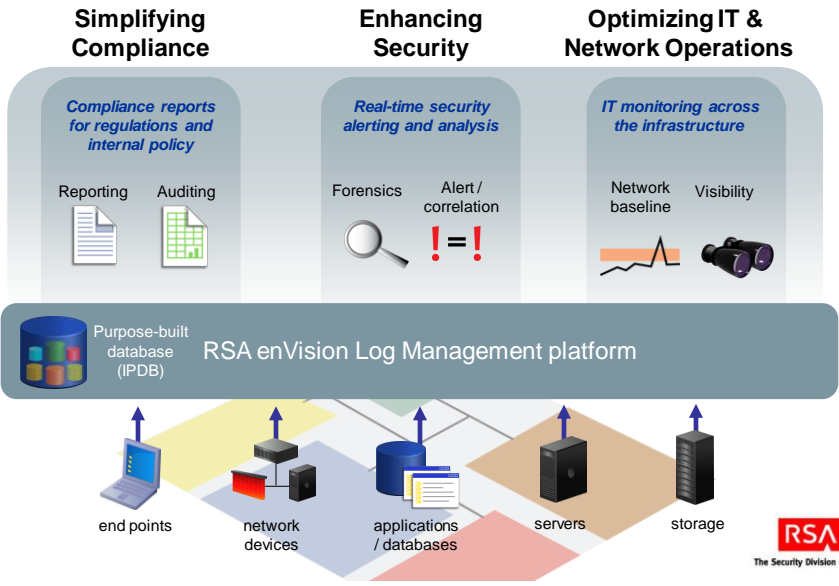 Simplifying
Compliance
Enhancing
Security
Optimizing IT &
Network Operations
Compliance reports
for regulations and
internal policy
Real-time security
alerting and analysis
IT monitoring across
the infrastructure
Reporting
Auditing
Forensics
Alert /
correlation
Network
baseline
Visibility
!=!
Purpose-built
database
(IPDB)
RSA enVision Log Management platform
end points
network
devices
applications
/ databases
servers
storage
RSA
The Security Division